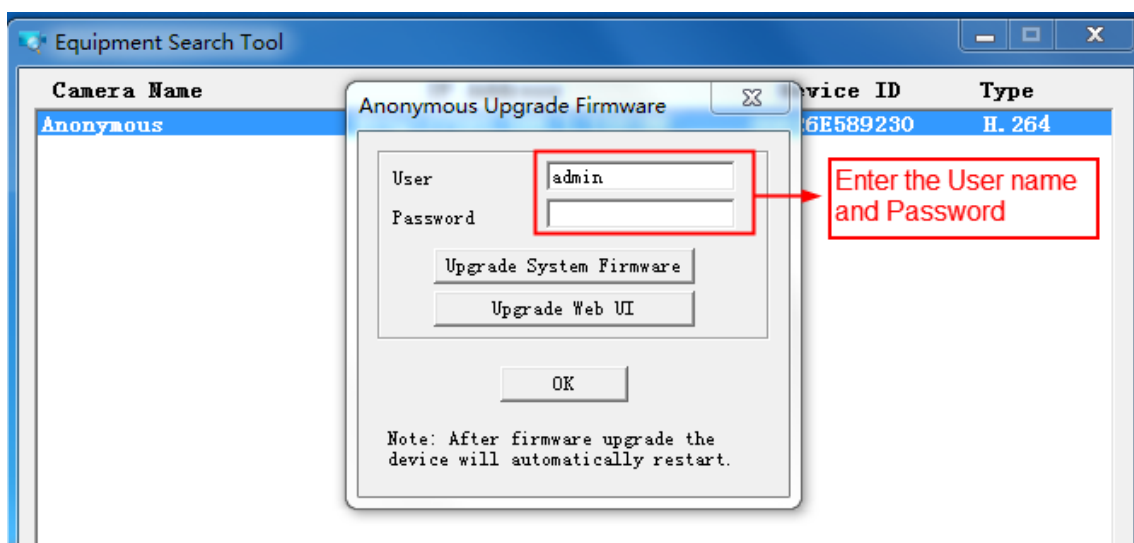 Equipment Search Tool
Camera Name
Device ID
Type
Anonymous
6E589230
H.264
Anonymous Upgrade Firmware
User
admin
Password
Upgrade System Firmware
Upgrade Web UI
OK
Note: After firmware upgrade the
device will automatically restart.
Enter the User name
and Password